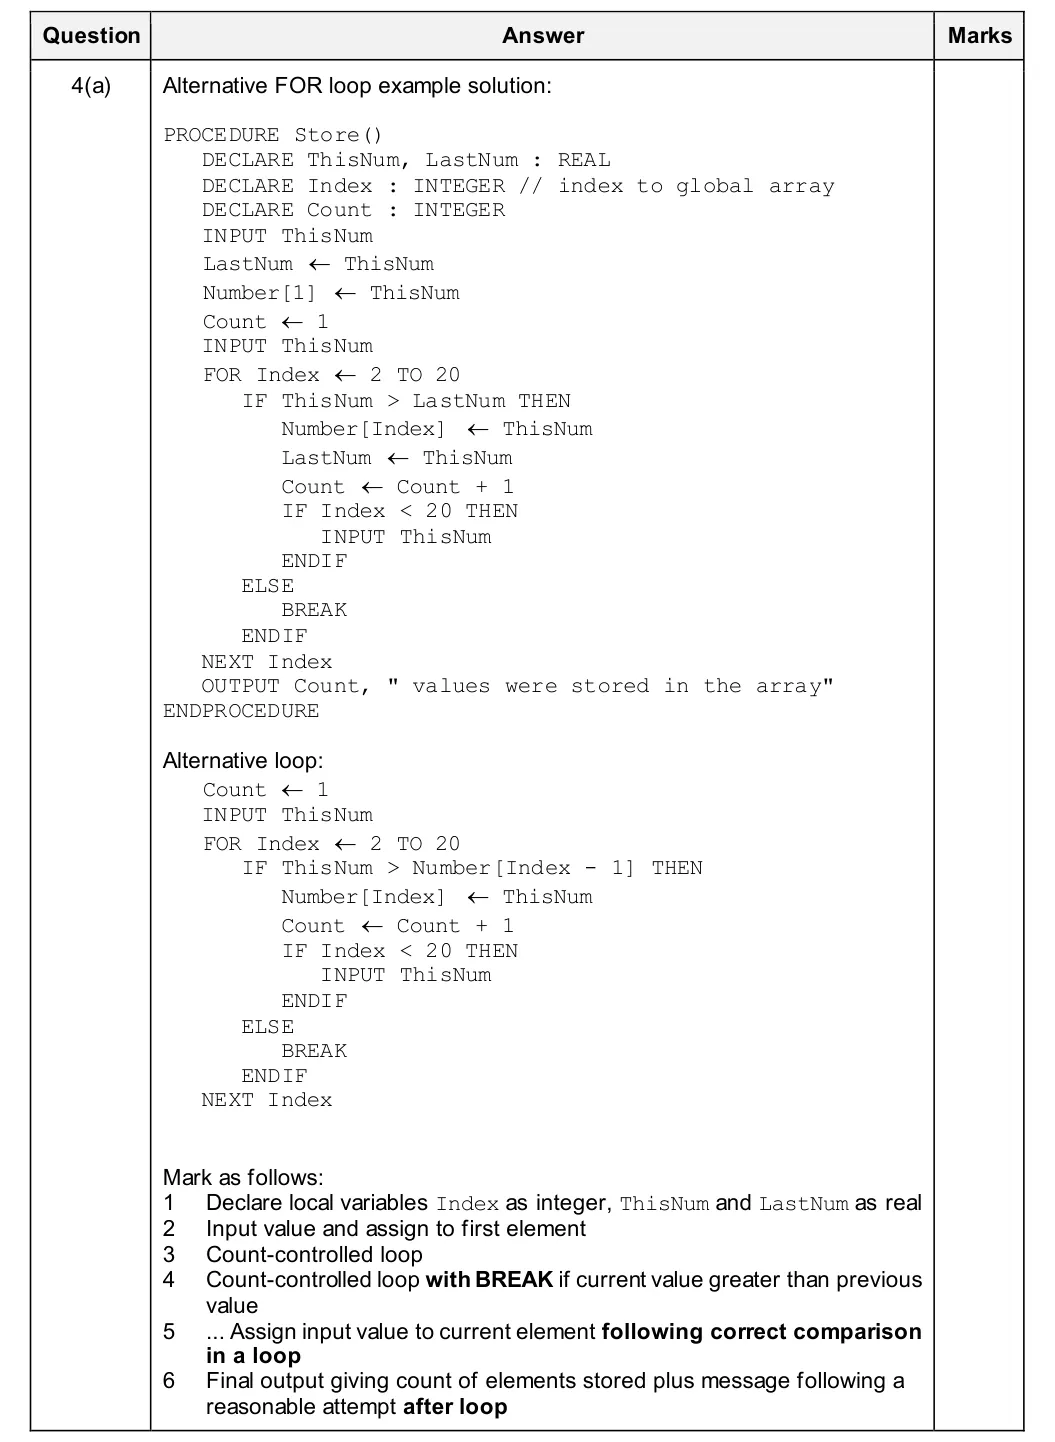 Question Answer Marks
4(a) Alternative FOR loop example solution:
PROCEDURE Store()
   DECLARE ThisNum, LastNum : REAL
   DECLARE Index : INTEGER // index to global array
   DECLARE Count : INTEGER
   INPUT ThisNum
   LastNum ← ThisNum
   Number[1] ← ThisNum
   Count ← 1
   INPUT ThisNum
   FOR Index ← 2 TO 20
      IF ThisNum > LastNum THEN
         Number[Index] ← ThisNum
         LastNum ← ThisNum
         Count ← Count + 1
         IF Index < 20 THEN
            INPUT ThisNum
         ENDIF
      ELSE
         BREAK
      ENDIF
   NEXT Index
   OUTPUT Count, " values were stored in the array"
ENDPROCEDURE
Alternative loop:
   Count ← 1
   INPUT ThisNum
   FOR Index ← 2 TO 20
      IF ThisNum > Number[Index - 1] THEN
         Number[Index] ← ThisNum
         Count ← Count + 1
         IF Index < 20 THEN
            INPUT ThisNum
         ENDIF
      ELSE
         BREAK
      ENDIF
   NEXT Index
Mark as follows:
1 Declare local variables Index as integer, ThisNum and LastNum as real
2 Input value and assign to first element
3 Count-controlled loop
4 Count-controlled loop with BREAK if current value greater than previous
value
5 ... Assign input value to current element following correct comparison
in a loop
6 Final output giving count of elements stored plus message following a
reasonable attempt after loop